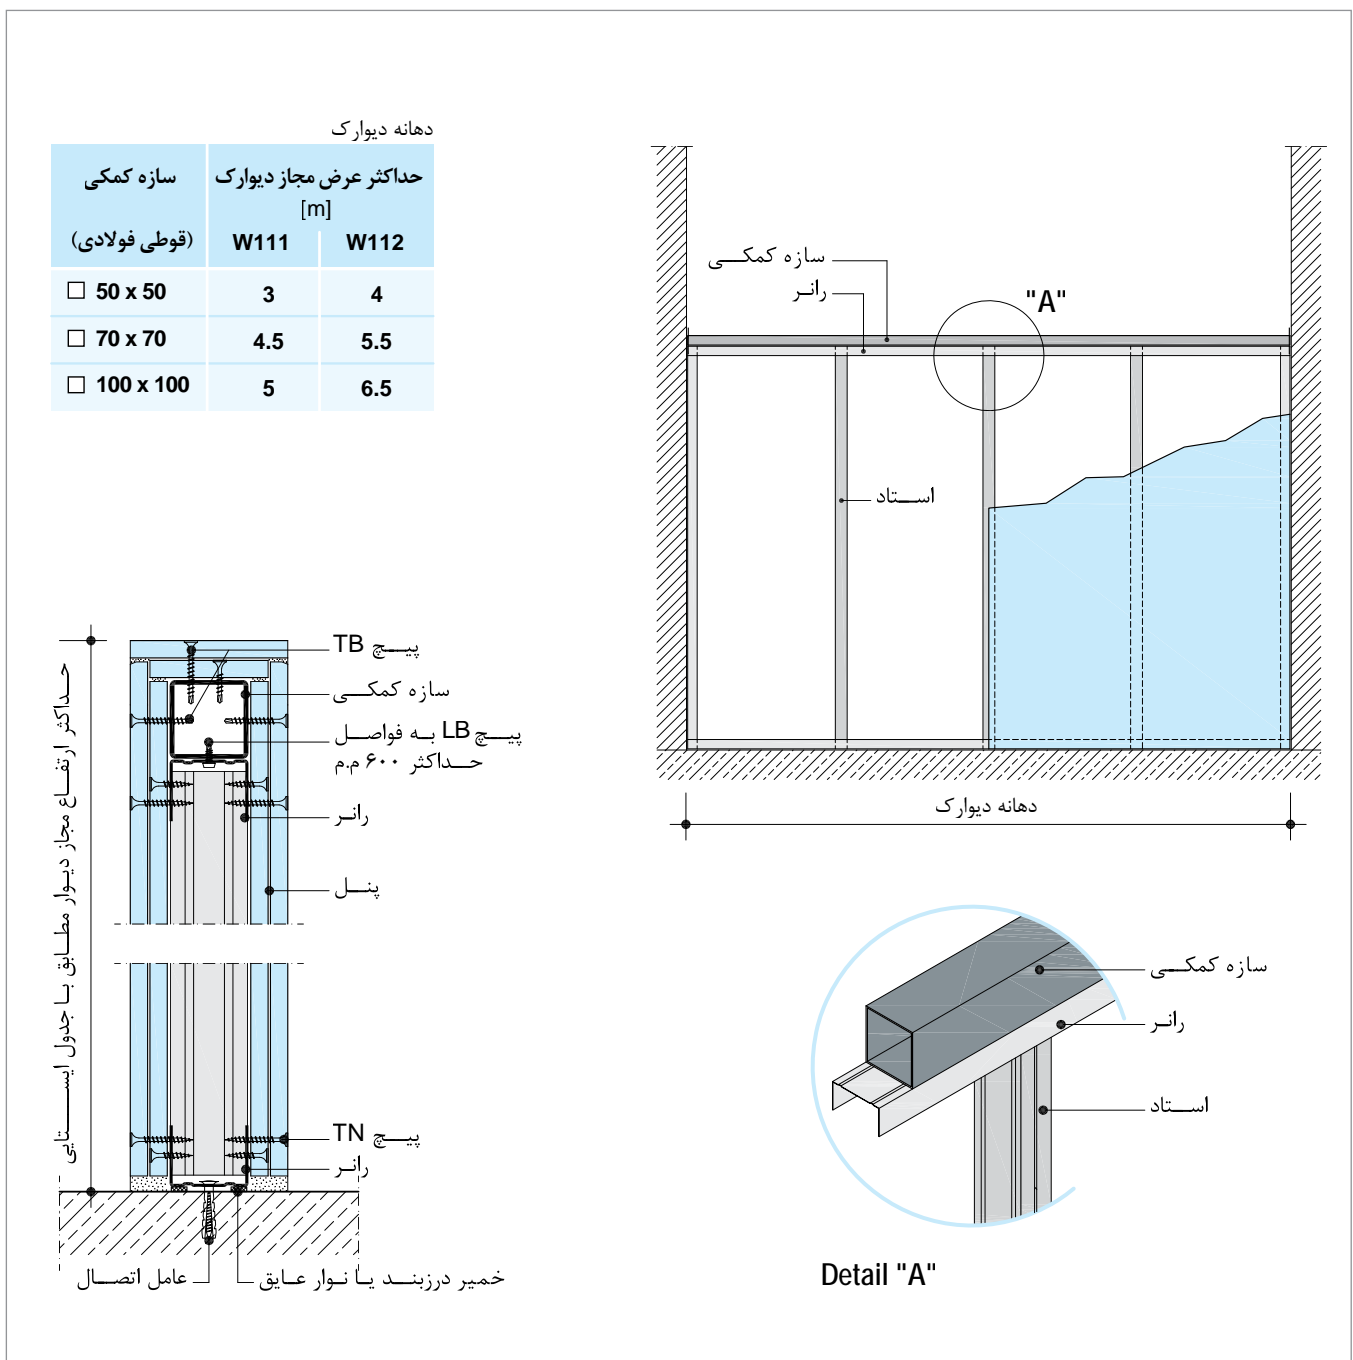 دهانه دیوارک
سازه کمکی
(قوطی فولادی)
حداکثر عرض مجاز دیوارک
[m]
W111 W112
□ 50 x 50 3 4
□ 70 x 70 4.5 5.5
□ 100 x 100 5 6.5
سازه کمکی
رانر
"A"
استاد
دهانه دیوارک
حداکثر ارتفاع مجاز دیوار مطابق با جدول ایستایی
پیچ TB
سازه کمکی
پیچ LB به فواصل
حداکثر ۶۰۰ م.م
رانر
پنل
پیچ TN
رانر
خمیر درزبند یا نوار عایق
عامل اتصال
سازه کمکی
رانر
استاد
Detail "A"